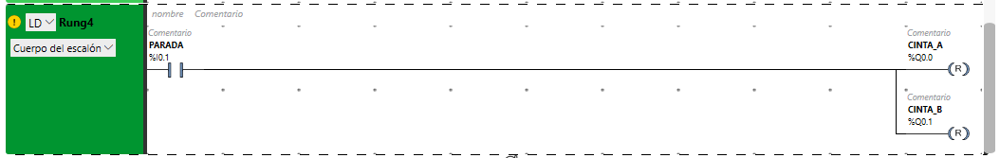 nombre Comentario
! LD Rung4
Cuerpo del escalón
Comentario
PARADA
%I0.1
Comentario
CINTA_A
%Q0.0
R
Comentario
CINTA_B
%Q0.1
R